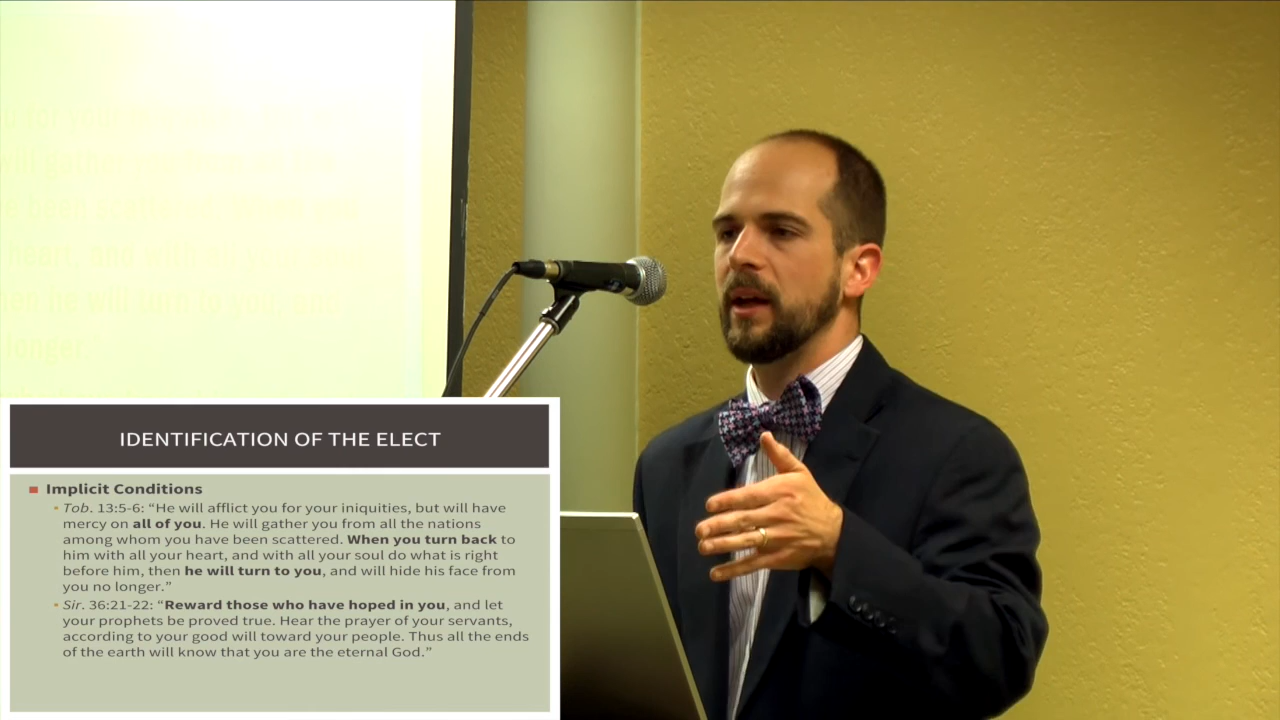 IDENTIFICATION OF THE ELECT
Implicit Conditions
Tob. 13:5-6: “He will afflict you for your iniquities, but will have
mercy on all of you. He will gather you from all the nations
among whom you have been scattered. When you turn back to
him with all your heart, and with all your soul do what is right
before him, then he will turn to you, and will hide his face from
you no longer.”
Sir. 36:21-22: “Reward those who have hoped in you, and let
your prophets be proved true. Hear the prayer of your servants,
according to your good will toward your people. Thus all the ends
of the earth will know that you are the eternal God.”